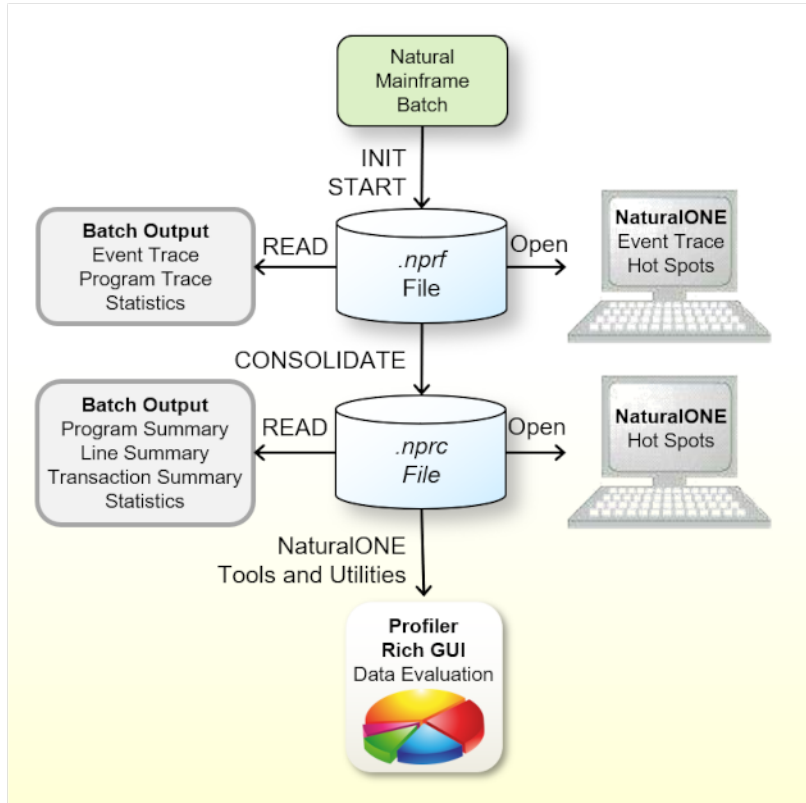 Natural
Mainframe
Batch
INIT
START
Batch Output
Event Trace
Program Trace
Statistics
READ
.nprf
File
Open
NaturalONE
Event Trace
Hot Spots
CONSOLIDATE
Batch Output
Program Summary
Line Summary
Transaction Summary
Statistics
READ
.nprc
File
Open
NaturalONE
Hot Spots
NaturalONE
Tools and Utilities
Profiler
Rich GUI
Data Evaluation